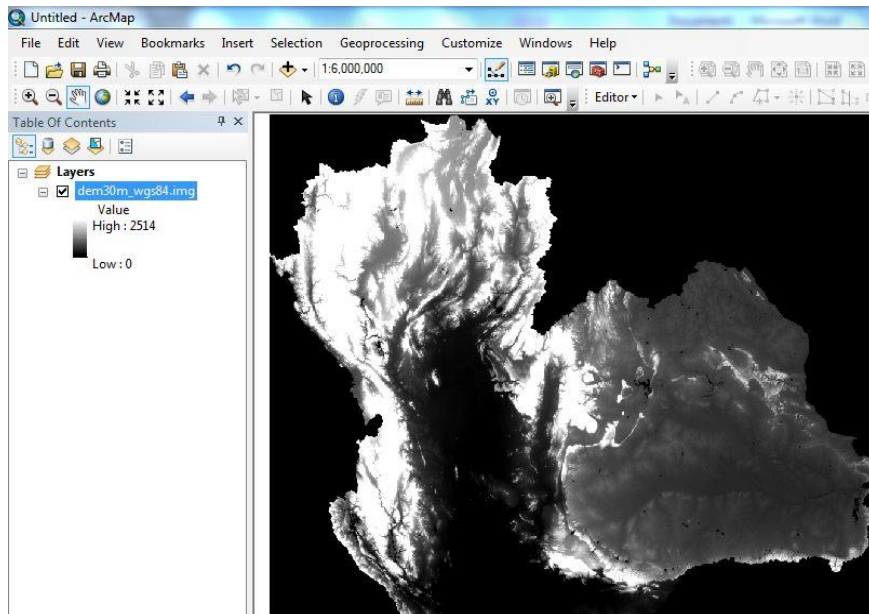 Untitled - ArcMap
File Edit View Bookmarks Insert Selection Geoprocessing Customize Windows Help
1:6,000,000
Editor
Table Of Contents
Layers
dem30m_wgs84.img
Value
High : 2514
Low : 0